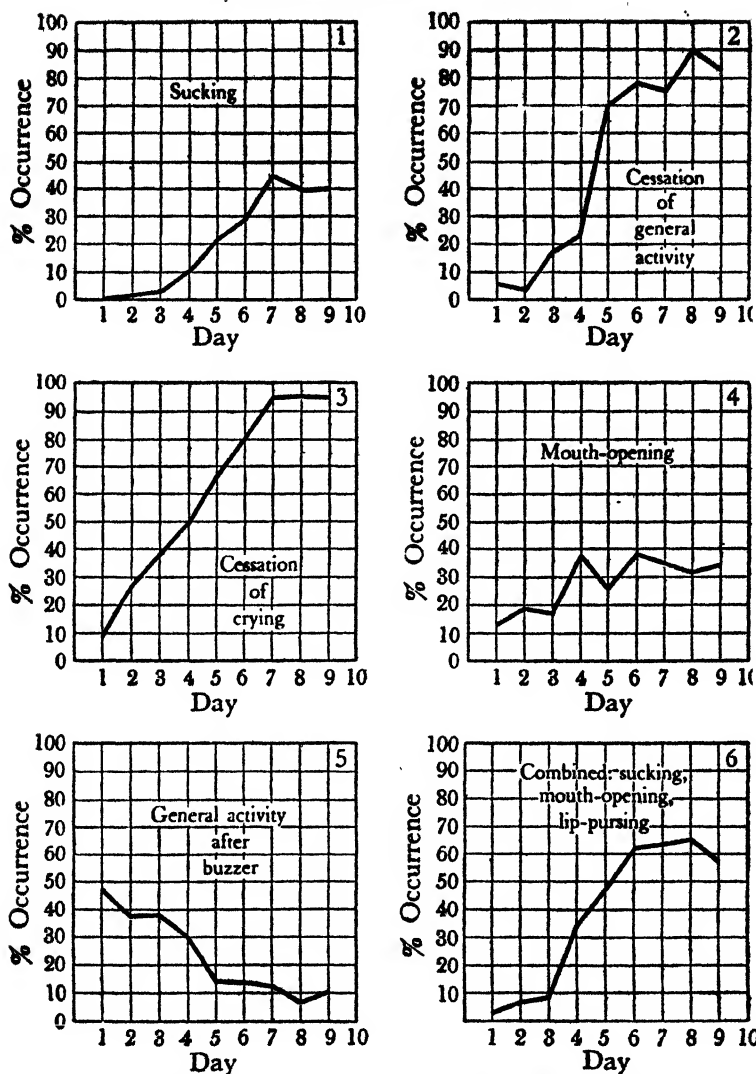 1
100
90
80
70
60
50
40
30
20
10
0
% Occurrence
Sucking
1 2 3 4 5 6 7 8 9 10
Day
2
100
90
80
70
60
50
40
30
20
10
0
% Occurrence
Cessation
of
general
activity
1 2 3 4 5 6 7 8 9 10
Day
3
100
90
80
70
60
50
40
30
20
10
0
% Occurrence
Cessation
of
crying
1 2 3 4 5 6 7 8 9 10
Day
4
100
90
80
70
60
50
40
30
20
10
0
% Occurrence
Mouth-opening
1 2 3 4 5 6 7 8 9 10
Day
5
100
90
80
70
60
50
40
30
20
10
0
% Occurrence
General activity
after
buzzer
1 2 3 4 5 6 7 8 9 10
Day
6
100
90
80
70
60
50
40
30
20
10
% Occurrence
Combined: sucking,
mouth-opening,
lip-pursing
1 2 3 4 5 6 7 8 9 10
Day